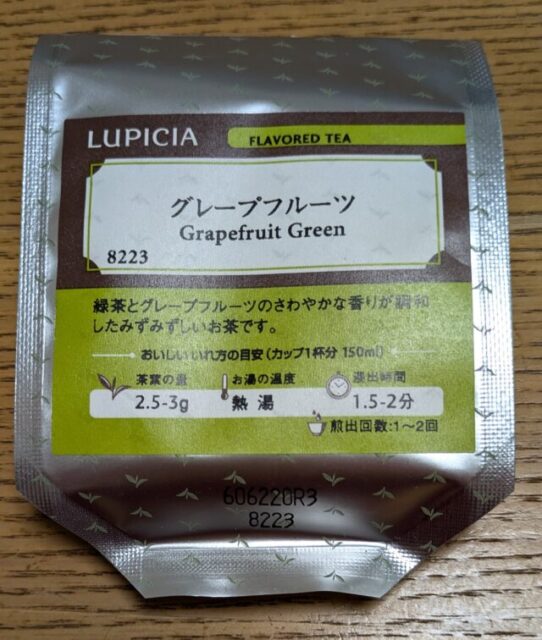 LUPICIA
FLAVORED TEA
グレープフルーツ
Grapefruit Green
8223
緑茶とグレープフルーツのさわやかな香りが調和
したみずみずしいお茶です。
おいしいいれ方の目安(カップ1杯分 150ml)
茶葉の量 お湯の温度 浸出時間
2.5-3g 熱湯 1.5-2分
煎出回数:1〜2回
606220R3
8223